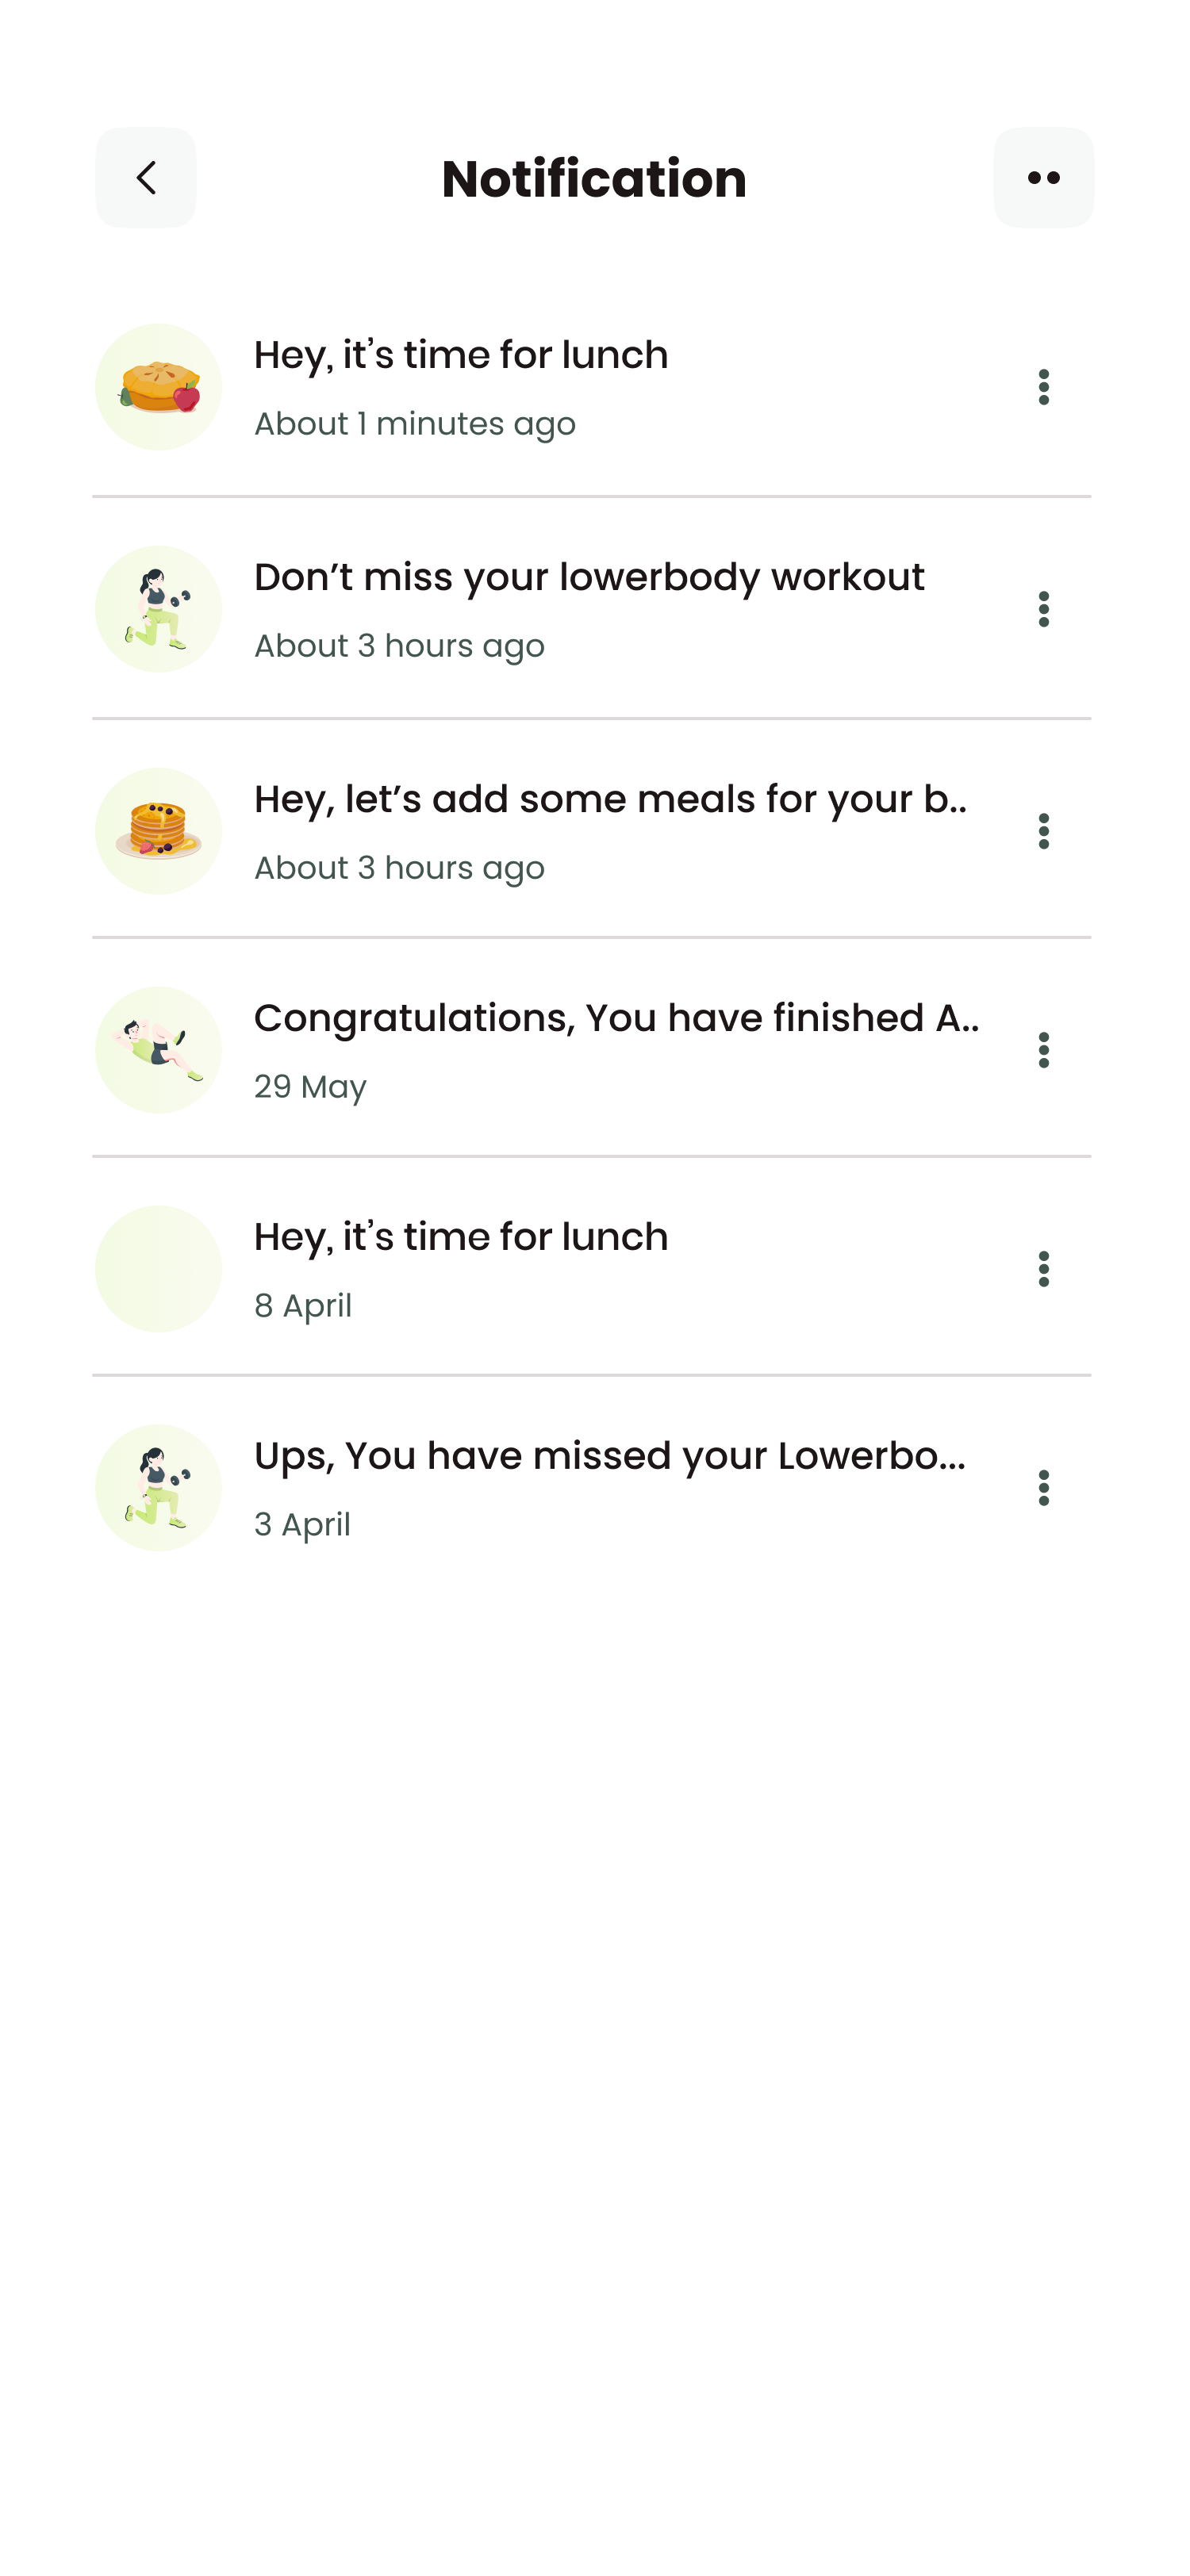 Notification
Hey, it’s time for lunch
About 1 minutes ago
Don’t miss your lowerbody workout
About 3 hours ago
Hey, let’s add some meals for your b..
About 3 hours ago
Congratulations, You have finished A..
29 May
Hey, it’s time for lunch
8 April
Ups, You have missed your Lowerbo...
3 April